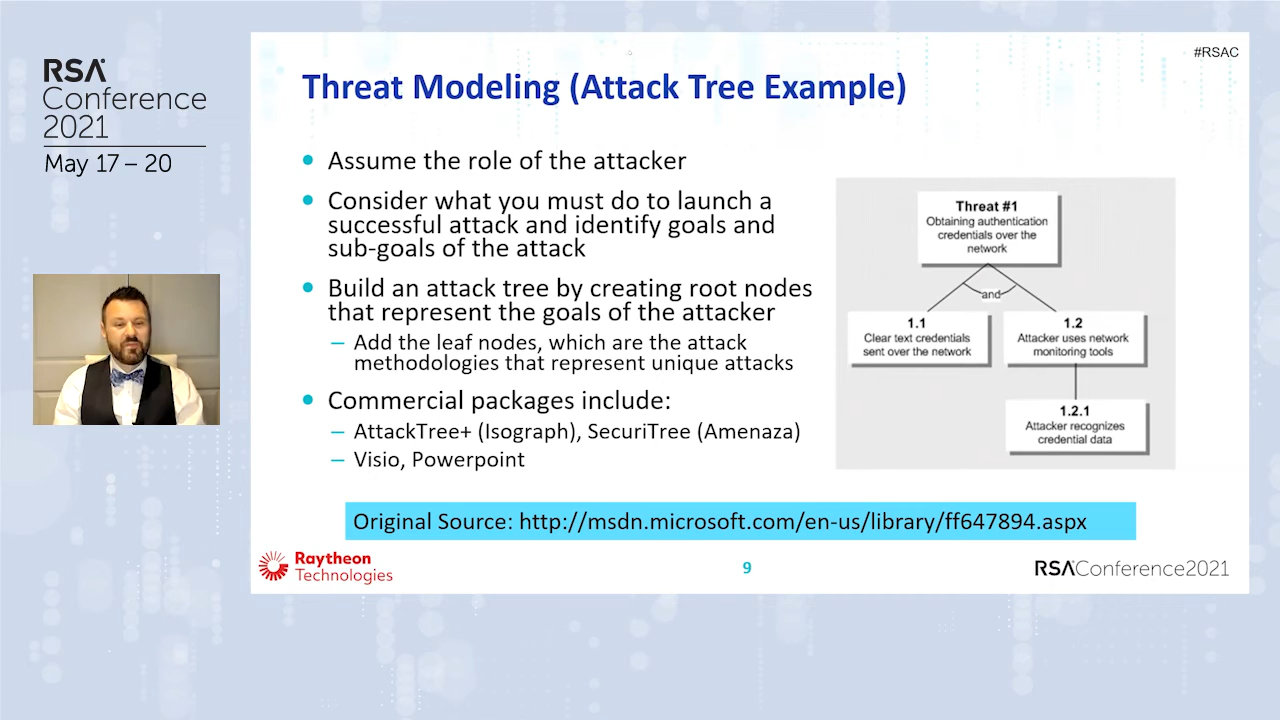 RSA
Conference
2021
May 17 – 20
#RSAC
Threat Modeling (Attack Tree Example)
• Assume the role of the attacker
• Consider what you must do to launch a
successful attack and identify goals and
sub-goals of the attack
• Build an attack tree by creating root nodes
that represent the goals of the attacker
– Add the leaf nodes, which are the attack
methodologies that represent unique attacks
• Commercial packages include:
– AttackTree+ (Isograph), SecuriTree (Amenaza)
– Visio, Powerpoint
Threat #1
Obtaining authentication
credentials over the
network
and
1.1
Clear text credentials
sent over the network
1.2
Attacker uses network
monitoring tools
1.2.1
Attacker recognizes
credential data
Original Source: http://msdn.microsoft.com/en-us/library/ff647894.aspx
Raytheon
Technologies
9
RSAConference2021